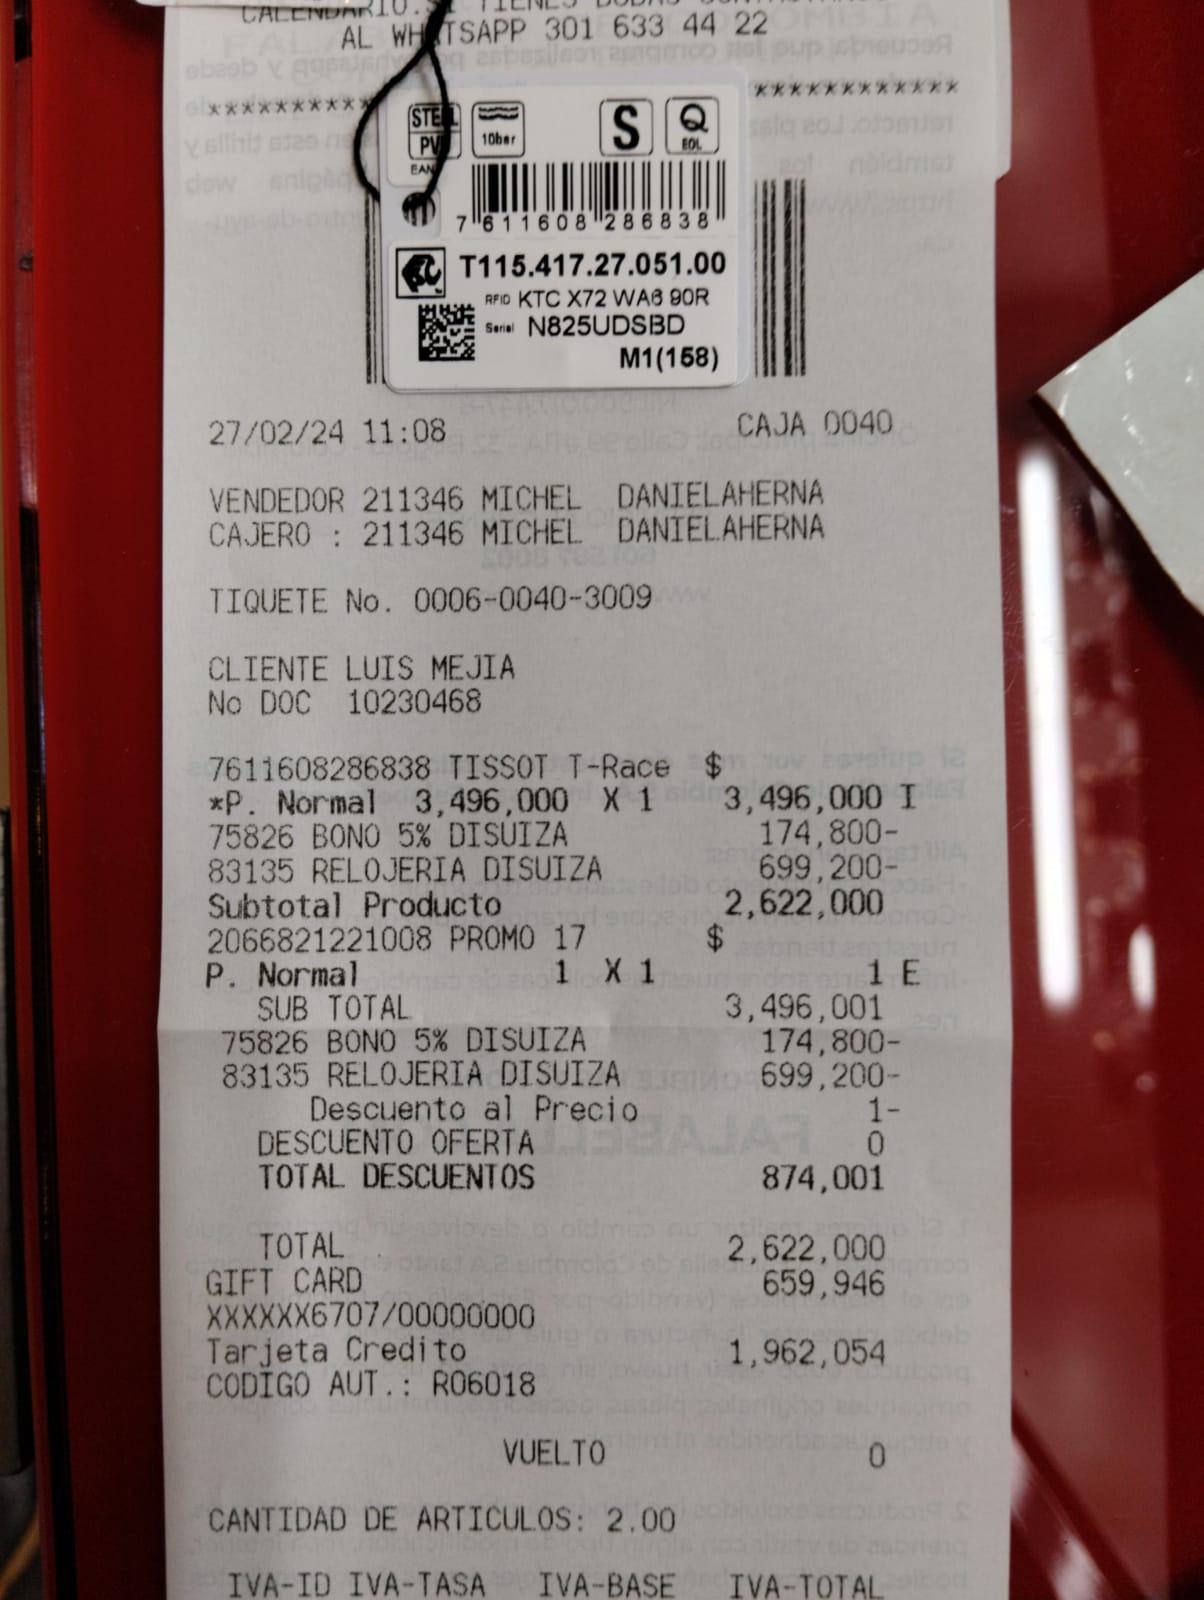 CALENDARIO.SI TIENES DUDAS
AL WHATSAPP 301 633 44 22
********** ************
STEEL
PVD
10bar
S
Q
EOL
EAN
7 611608 286838
T115.417.27.051.00
RFID KTC X72 WA6 90R
Serial N825UDSBD
M1(158)
27/02/24 11:08 CAJA 0040
VENDEDOR 211346 MICHEL DANIELAHERNA
CAJERO : 211346 MICHEL DANIELAHERNA
TIQUETE No. 0006-0040-3009
CLIENTE LUIS MEJIA
No DOC 10230468
7611608286838 TISSOT T-Race $
*P. Normal 3,496,000 X 1 3,496,000 I
75826 BONO 5% DISUIZA 174,800-
83135 RELOJERIA DISUIZA 699,200-
Subtotal Producto 2,622,000
2066821221008 PROMO 17 $
P. Normal 1 X 1 1 E
SUB TOTAL 3,496,001
75826 BONO 5% DISUIZA 174,800-
83135 RELOJERIA DISUIZA 699,200-
Descuento al Precio 1-
DESCUENTO OFERTA 0
TOTAL DESCUENTOS 874,001
TOTAL 2,622,000
GIFT CARD 659,946
XXXXXX6707/00000000
Tarjeta Credito 1,962,054
CODIGO AUT.: R06018
VUELTO 0
CANTIDAD DE ARTICULOS: 2.00
IVA-ID IVA-TASA IVA-BASE IVA-TOTAL